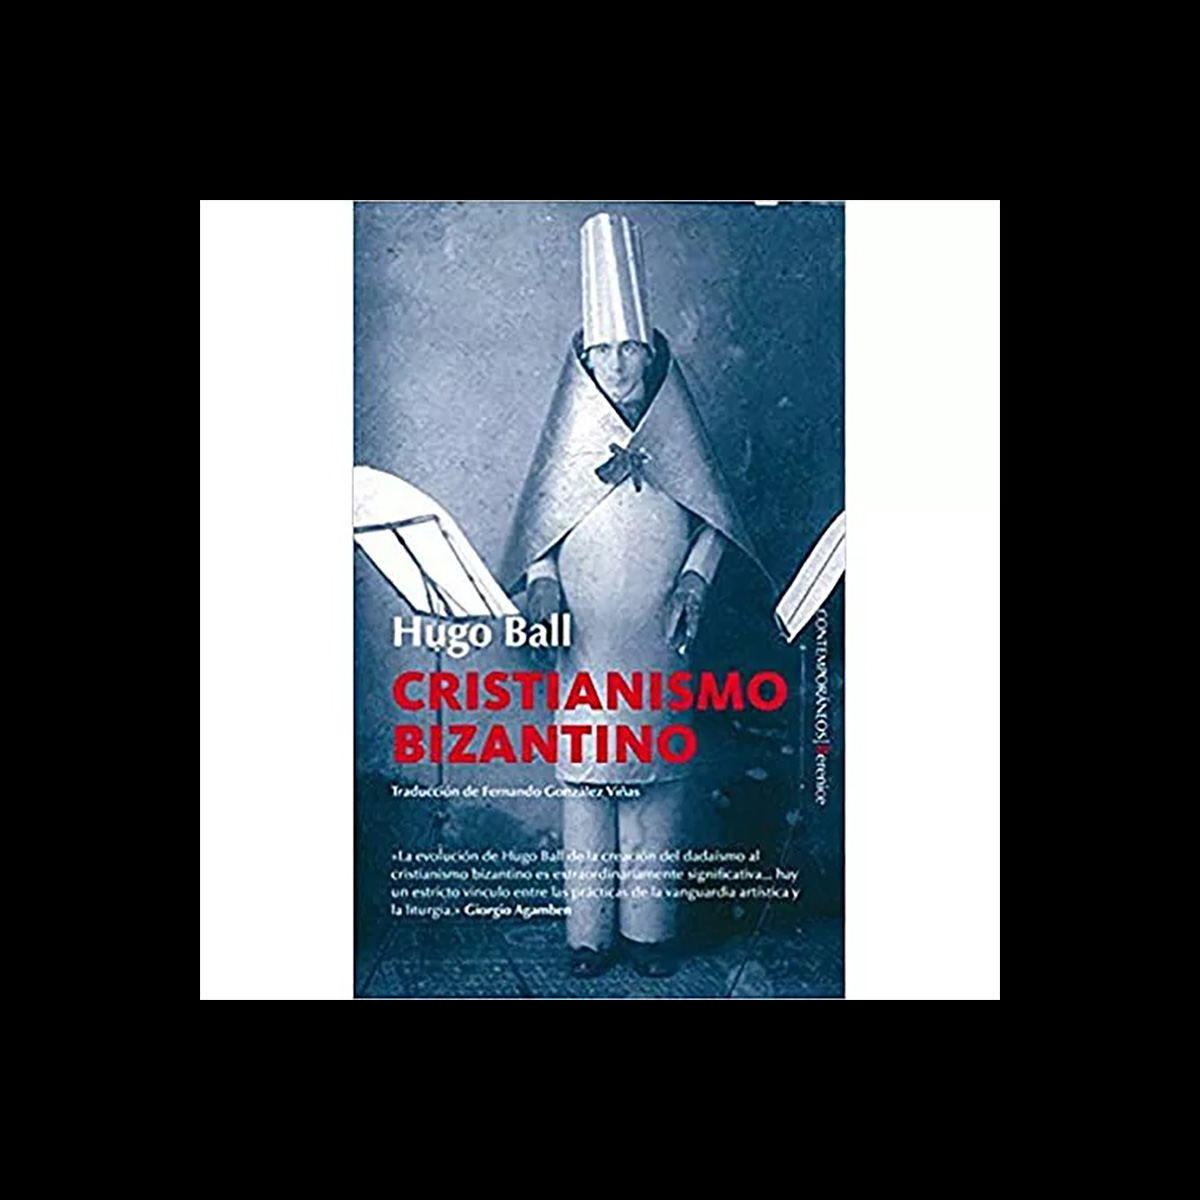 Hugo Ball
CRISTIANISMO
BIZANTINO
Traducción de Fernando González Viñas
«La evolución de Hugo Ball de la creación del dadaísmo al
cristianismo bizantino es extraordinariamente significativa... hay
un estricto vínculo entre las prácticas de la vanguardia artística y
la liturgia.» Giorgio Agamben
CONTEMPORÁNEOS|Berenice